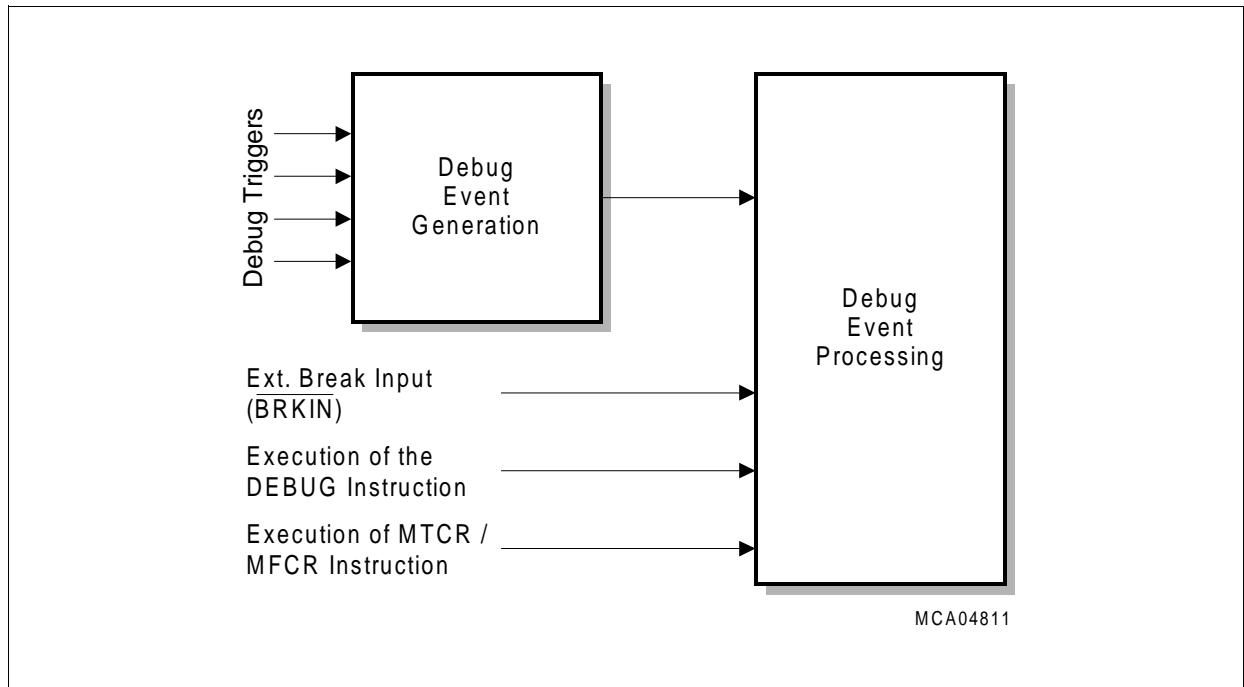 Debug Triggers
Debug
Event
Generation
Debug
Event
Processing
Ext. Break Input
(BRKIN)
Execution of the
DEBUG Instruction
Execution of MTCR /
MFCR Instruction
MCA04811